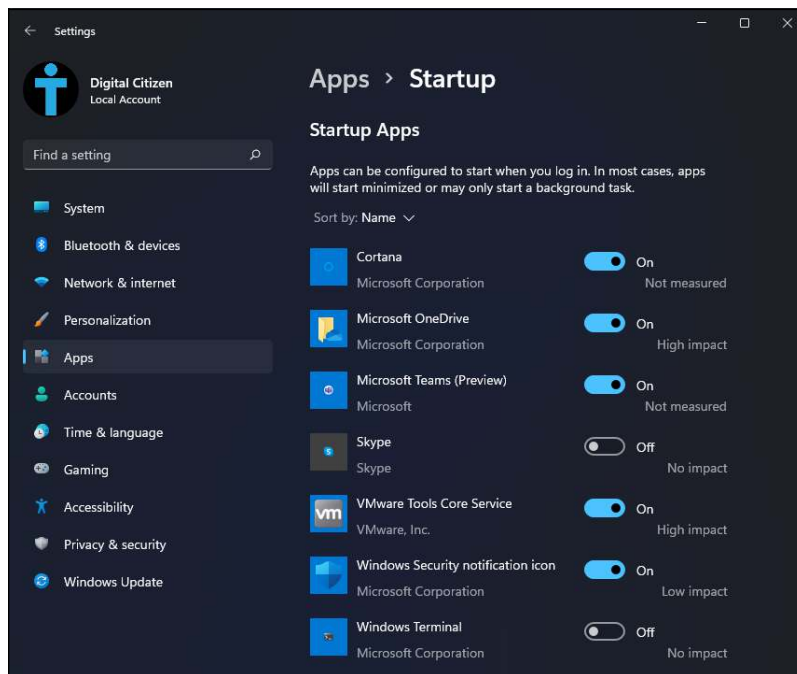 Settings
Digital Citizen
Local Account
Find a setting
System
Bluetooth & devices
Network & internet
Personalization
Apps
Accounts
Time & language
Gaming
Accessibility
Privacy & security
Windows Update
Apps > Startup
Startup Apps
Apps can be configured to start when you log in. In most cases, apps
will start minimized or may only start a background task.
Sort by: Name
Cortana
On
Microsoft Corporation
Not measured
Microsoft OneDrive
On
Microsoft Corporation
High impact
Microsoft Teams (Preview)
On
Microsoft
Not measured
Skype
Off
Skype
No impact
vm
VMware Tools Core Service
On
VMware, Inc.
High impact
Windows Security notification icon
On
Microsoft Corporation
Low impact
Windows Terminal
Off
Microsoft Corporation
No impact